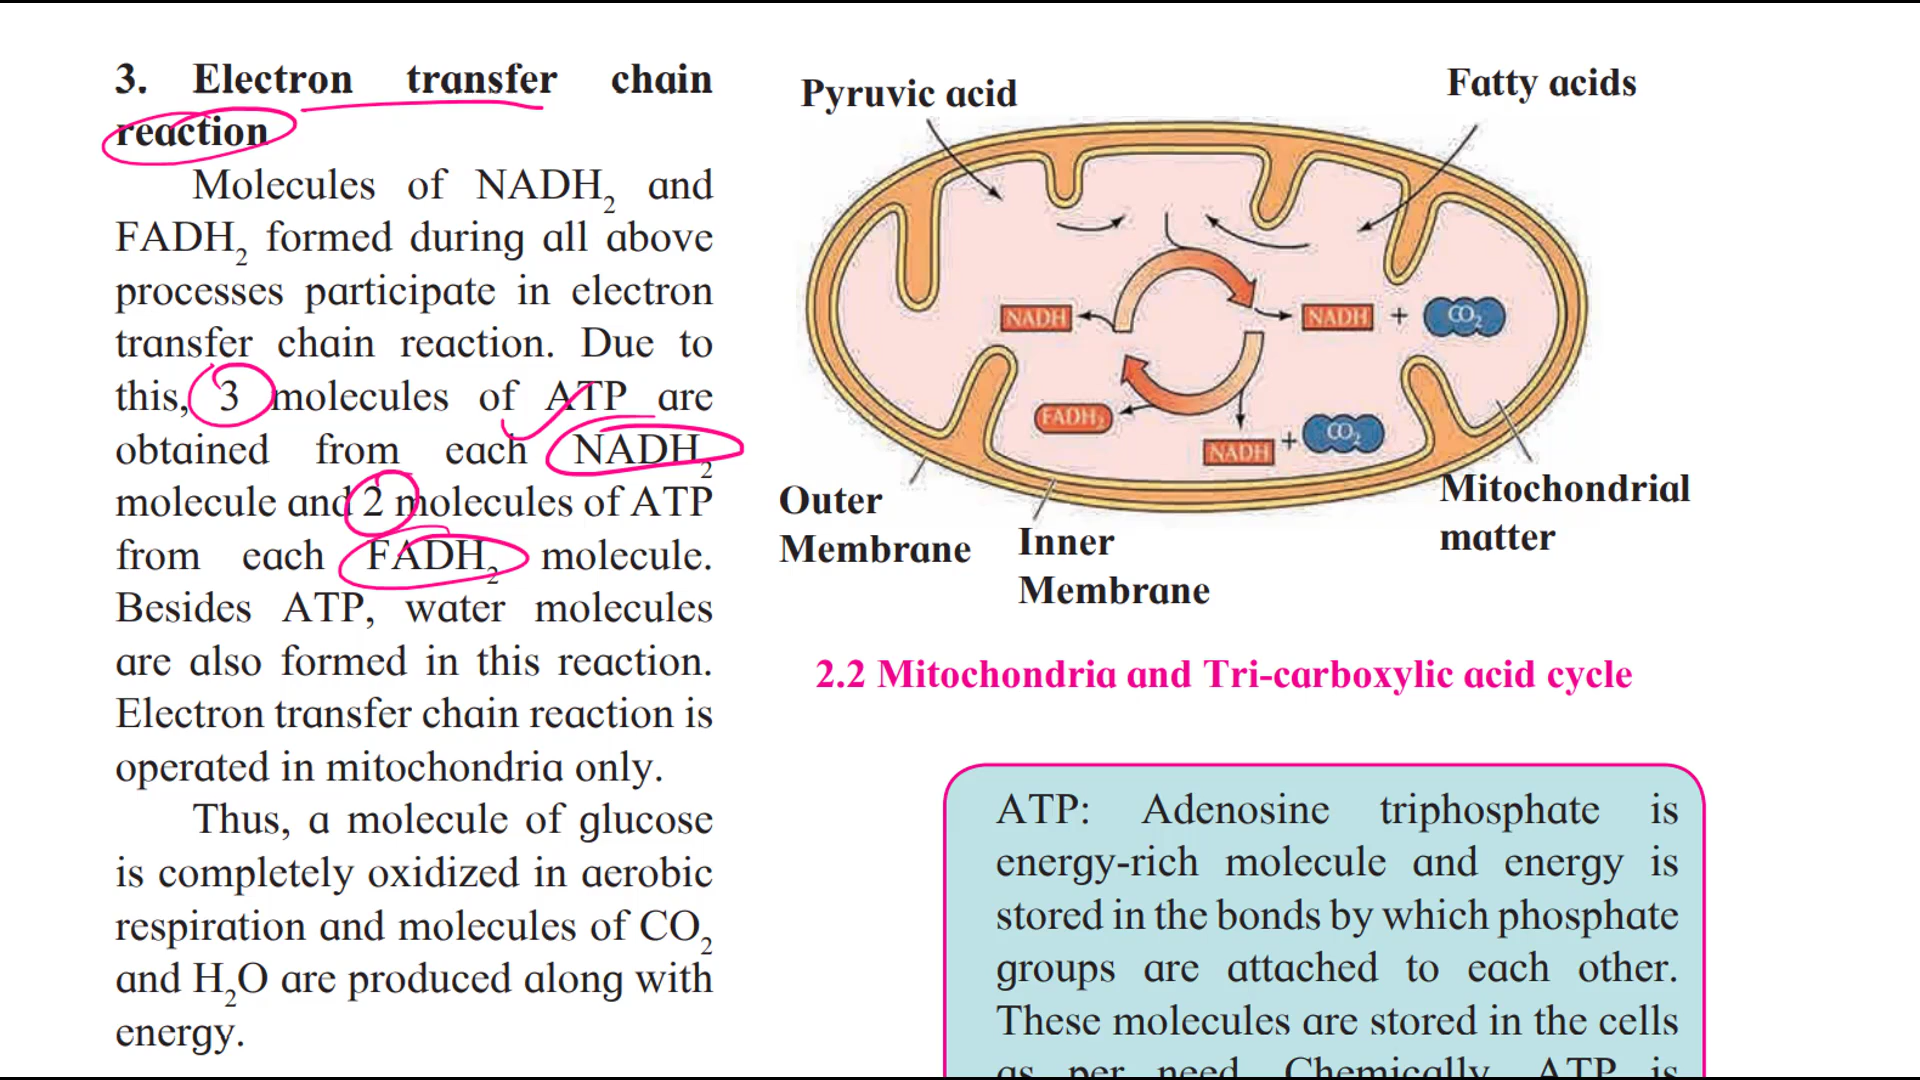 3. Electron transfer chain
reaction
Molecules of NADH₂ and
FADH₂ formed during all above
processes participate in electron
transfer chain reaction. Due to
this, 3 molecules of ATP are
obtained from each NADH₂
molecule and 2 molecules of ATP
from each FADH₂ molecule.
Besides ATP, water molecules
are also formed in this reaction.
Electron transfer chain reaction is
operated in mitochondria only.
Thus, a molecule of glucose
is completely oxidized in aerobic
respiration and molecules of CO₂
and H₂O are produced along with
energy.
Pyruvic acid
Fatty acids
NADH
NADH + CO₂
FADH₂
NADH + CO₂
Outer
Membrane
Inner
Membrane
Mitochondrial
matter
2.2 Mitochondria and Tri-carboxylic acid cycle
ATP: Adenosine triphosphate is
energy-rich molecule and energy is
stored in the bonds by which phosphate
groups are attached to each other.
These molecules are stored in the cells
as per need. Chemically, ATP is